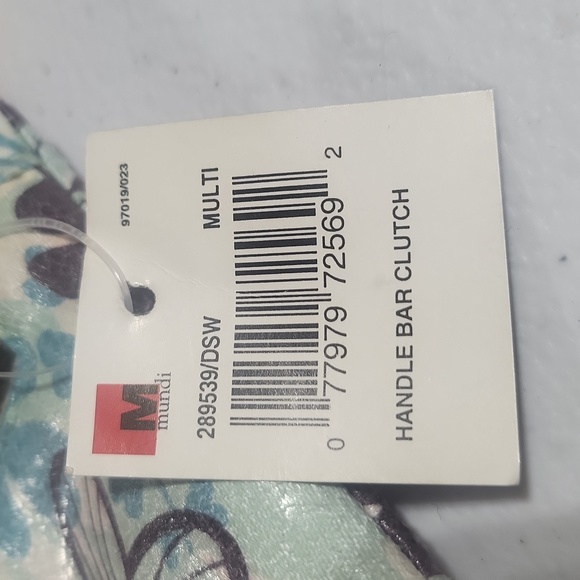 M
mundi
97019/023
289539/DSW MULTI
0 77979 72569 2
HANDLE BAR CLUTCH